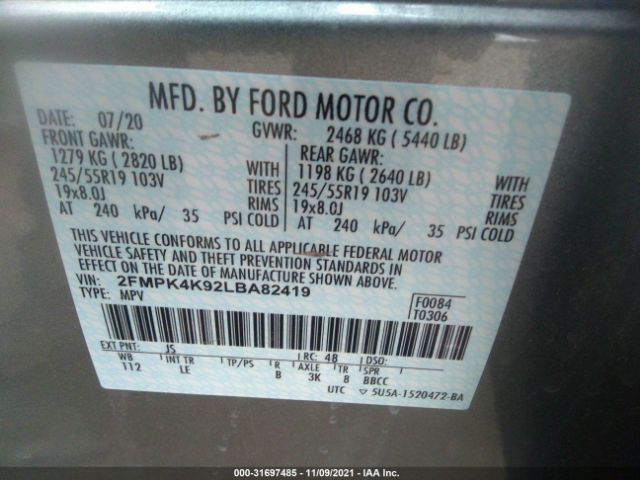 MFD. BY FORD MOTOR CO.
DATE: 07/20 GVWR: 2468 KG ( 5440 LB)
FRONT GAWR: REAR GAWR:
1279 KG ( 2820 LB) WITH 1198 KG ( 2640 LB) WITH
245/55R19 103V TIRES 245/55R19 103V TIRES
19x8.0J RIMS 19x8.0J RIMS
AT 240 kPa/ 35 PSI COLD AT 240 kPa/ 35 PSI COLD
THIS VEHICLE CONFORMS TO ALL APPLICABLE FEDERAL MOTOR
VEHICLE SAFETY AND THEFT PREVENTION STANDARDS IN
EFFECT ON THE DATE OF MANUFACTURE SHOWN ABOVE.
VIN: 2FMPK4K92LBA82419 F0084
TYPE: MPV T0306
EXT PNT: JS RC: 48 DSO:
WB INT TR TP/PS R AXLE TR SPR
112 LE B 3K 8 BBCC
UTC ▽ 5U5A-1520472-BA
000-31697485 - 11/09/2021 - IAA Inc.